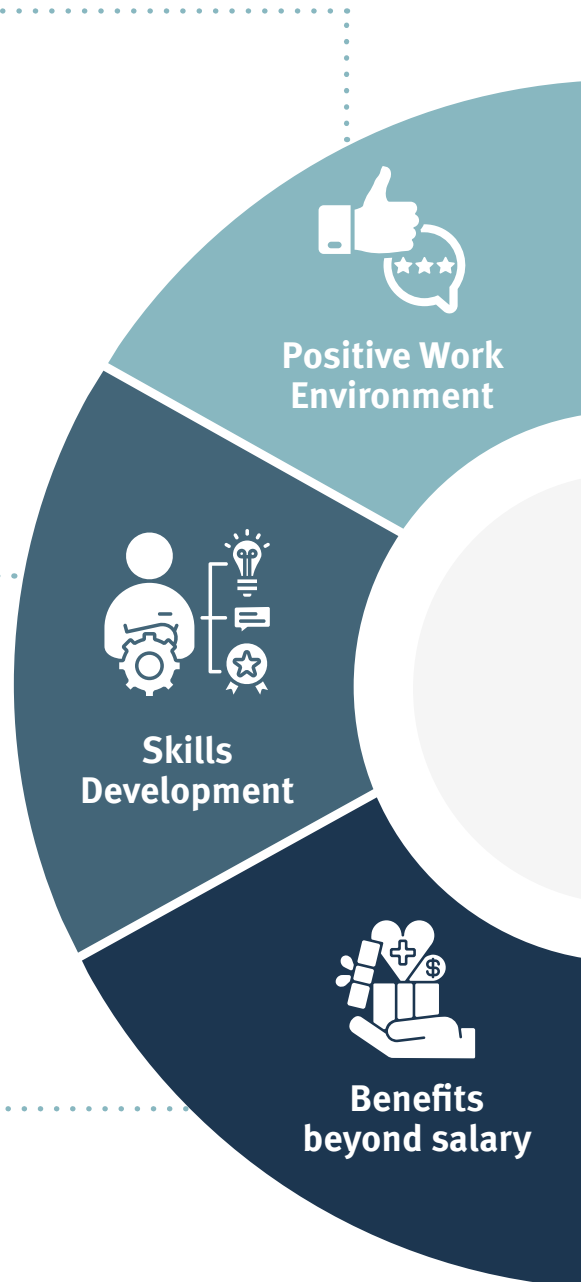 Positive Work
Environment
Skills
Development
$
Benefits
beyond salary